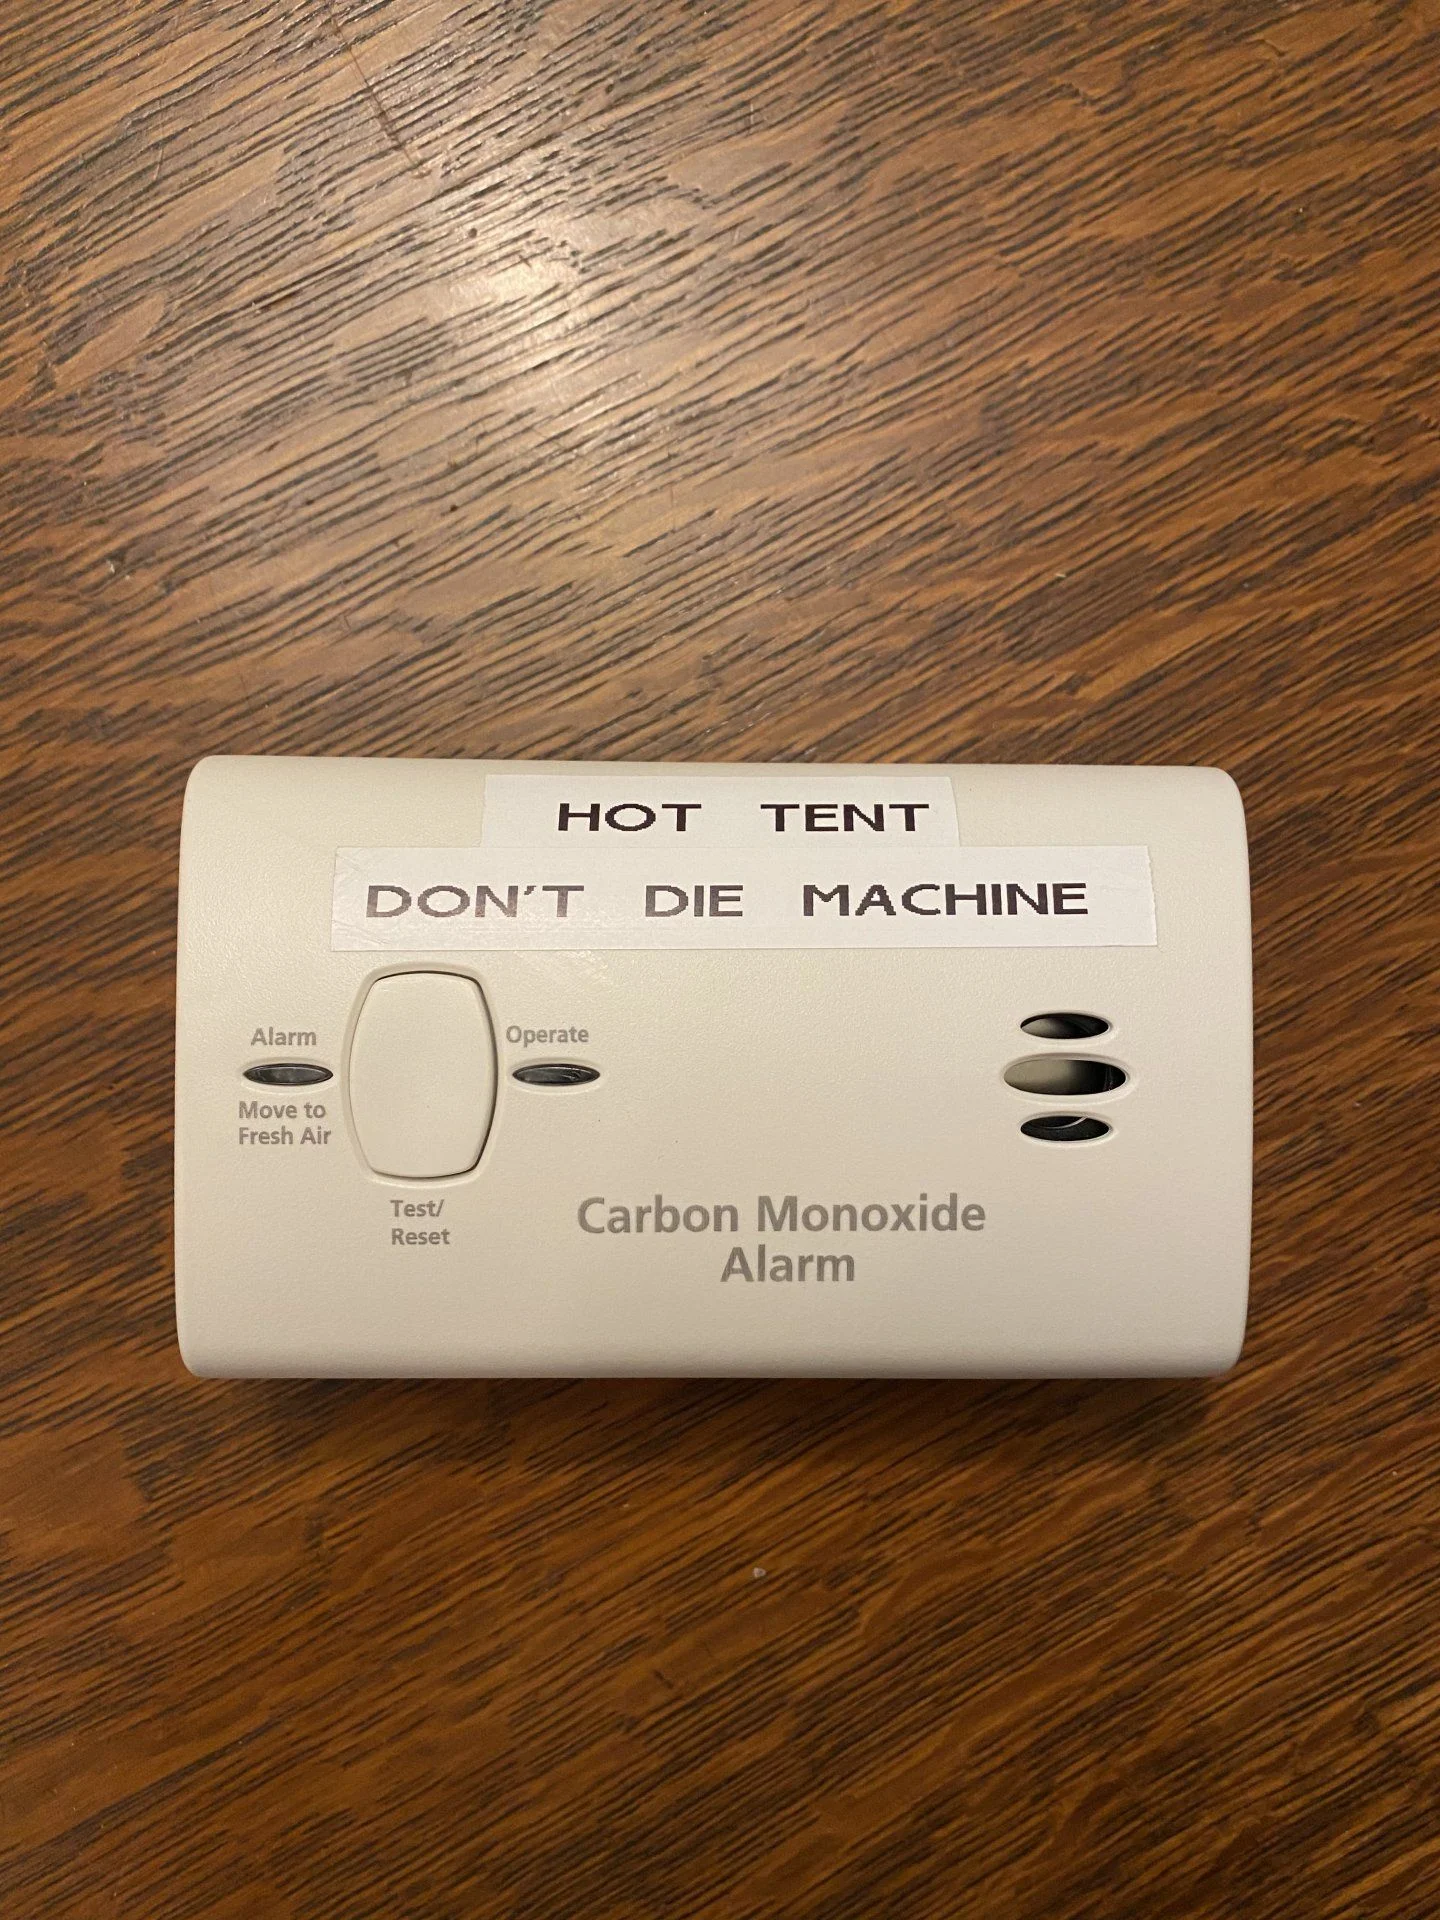 HOT TENT
DON'T DIE MACHINE
Alarm
Operate
Move to
Fresh Air
Test/
Reset
Carbon Monoxide
Alarm